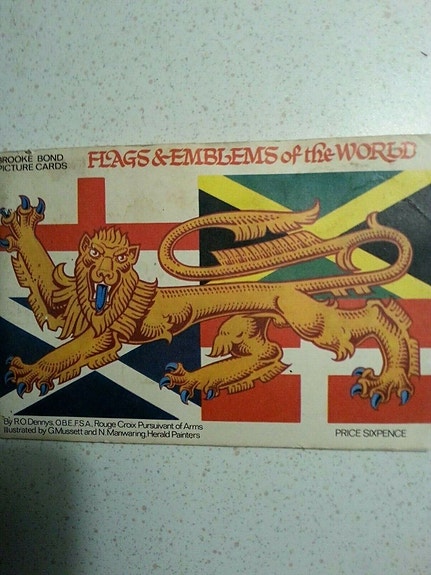 BROOKE BOND
PICTURE CARDS
FLAGS & EMBLEMS of the WORLD
By R.O. Dennys, O.B.E.,F.S.A., Rouge Croix Pursuivant of Arms
Illustrated by G.Mussett and N.Manwaring, Herald Painters
PRICE SIXPENCE